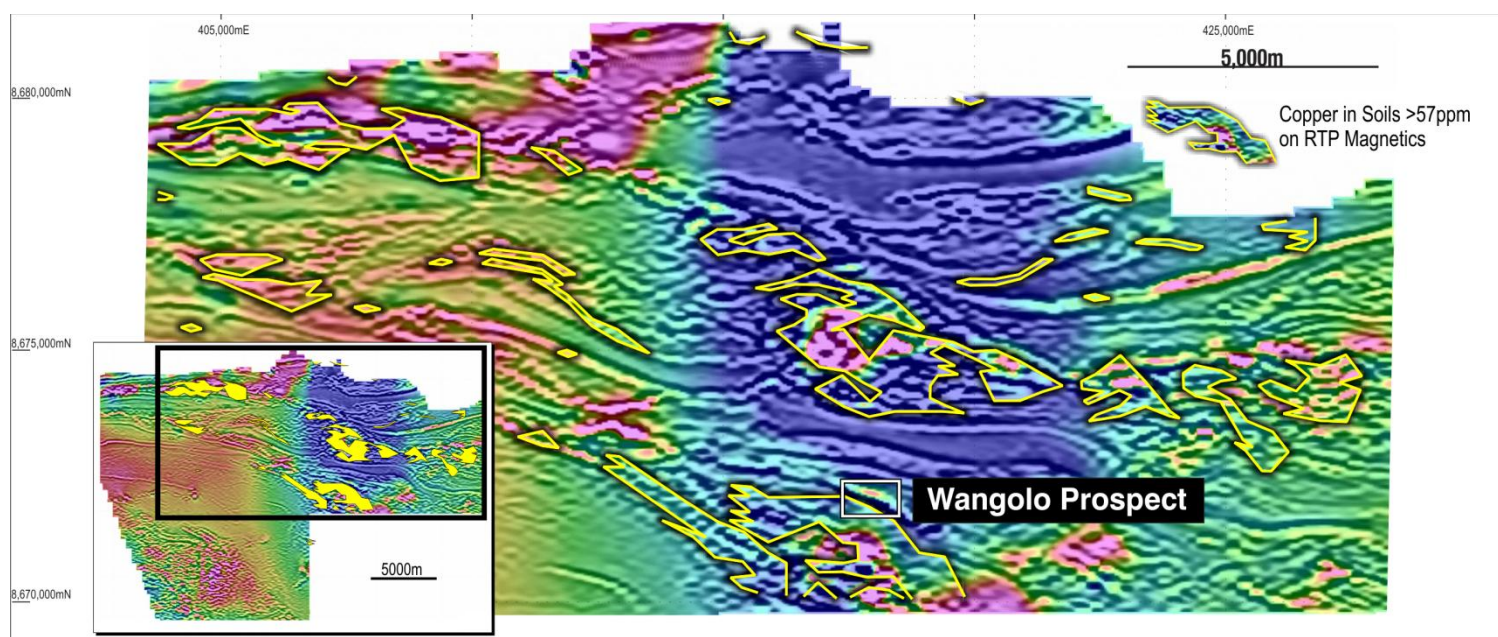 405,000mE
425,000mE
5,000m
8,680,000mN
Copper in Soils >57ppm
on RTP Magnetics
8,675,000mN
Wangolo Prospect
5000m
8,670,000mN